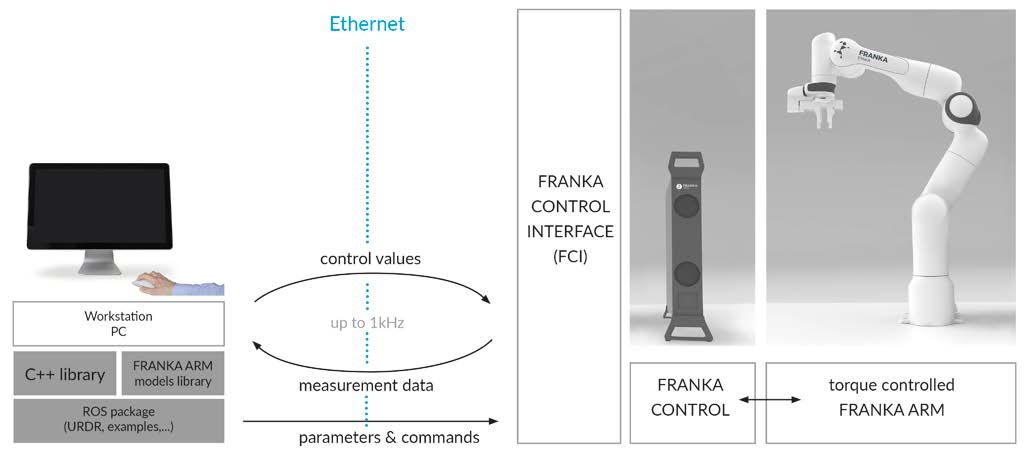 Ethernet
FRANKA
FRANKA
CONTROL
INTERFACE
(FCI)
control values
up to 1kHz
Workstation
PC
C++ library
FRANKA ARM
models library
measurement data
ROS package
(URDR, examples,...)
parameters & commands
FRANKA
CONTROL
torque controlled
FRANKA ARM